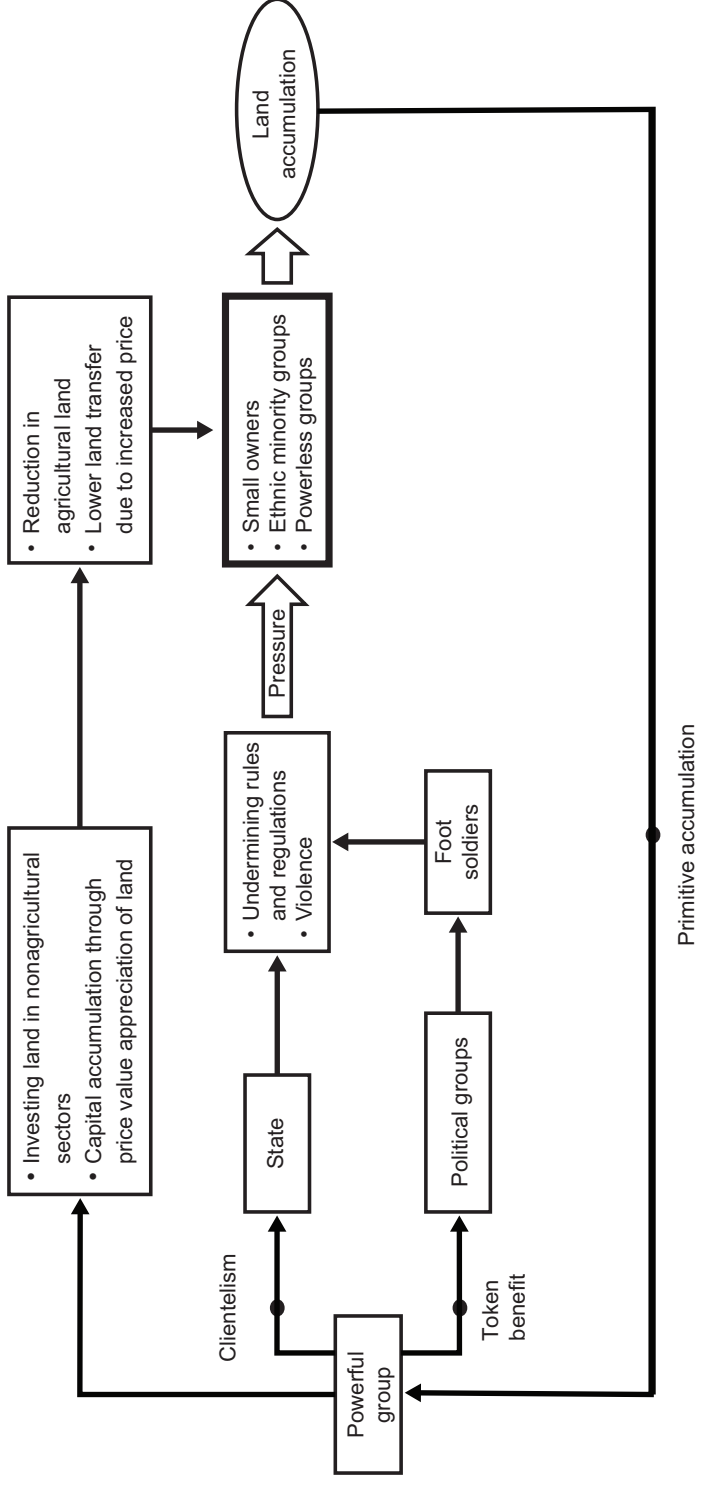 • Investing land in nonagricultural
sectors
• Capital accumulation through
price value appreciation of land
• Reduction in
agricultural land
• Lower land transfer
due to increased price
Clientelism
State
• Undermining rules
and regulations
• Violence
Pressure
• Small owners
• Ethnic minority groups
• Powerless groups
Land
accumulation
Powerful
group
Token
benefit
Political groups
Foot
soldiers
Primitive accumulation